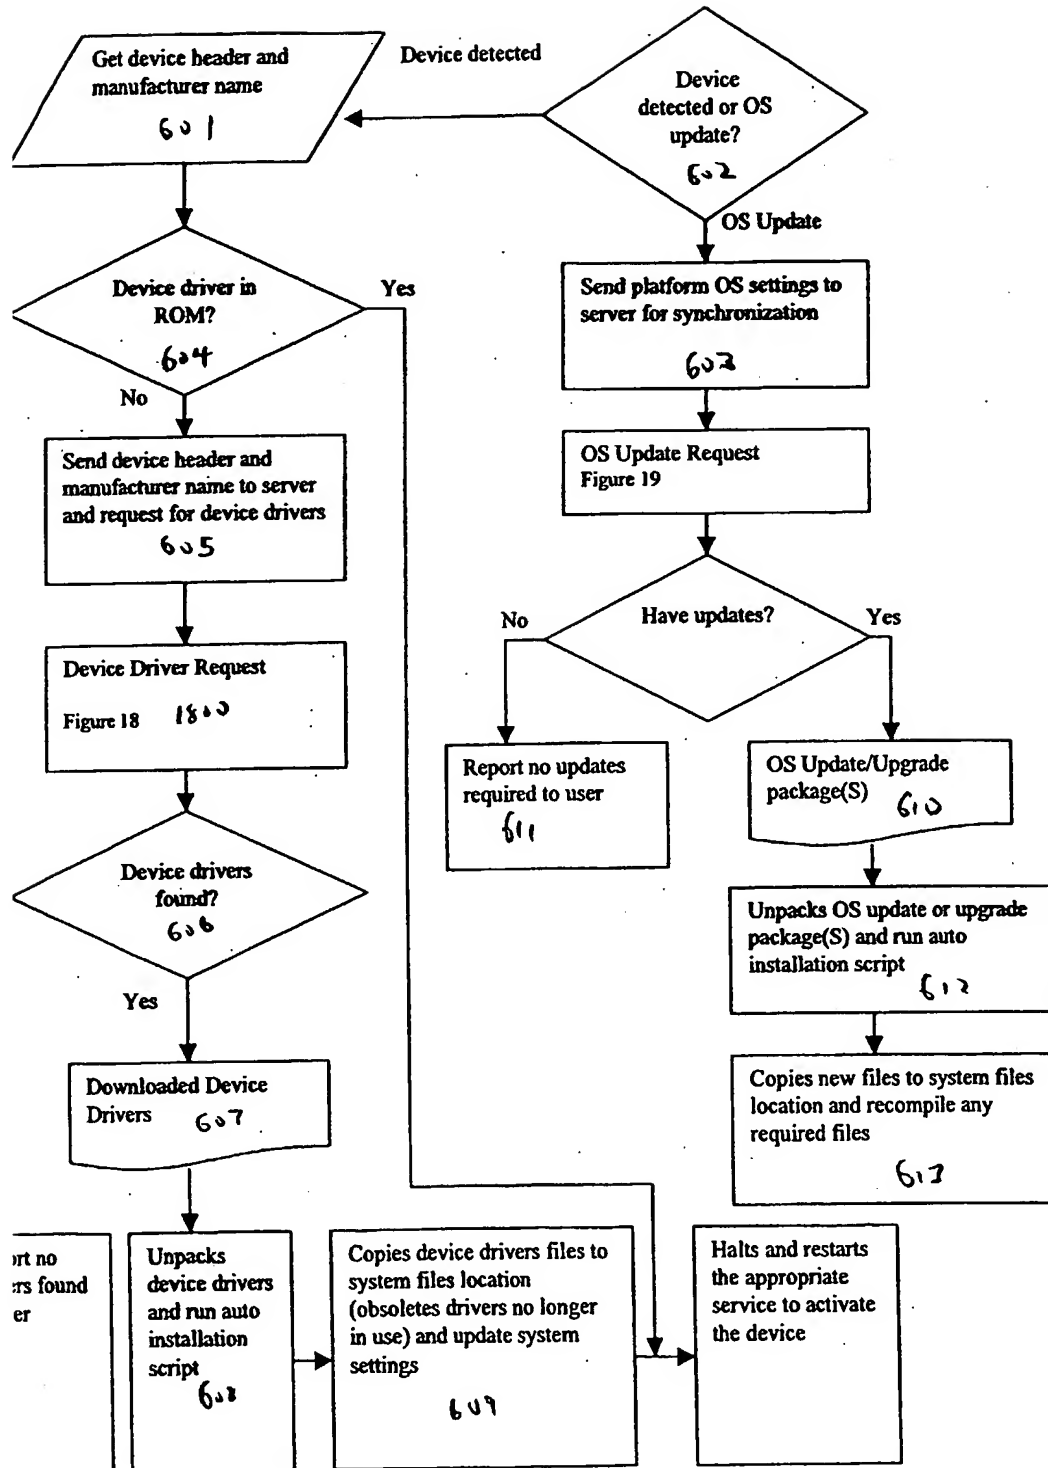 Get device header and
manufacturer name
601
Device detected
Device
detected or OS
update?
602
OS Update
Device driver in
ROM?
604
Yes
No
Send platform OS settings to
server for synchronization
603
Send device header and
manufacturer name to server
and request for device drivers
605
OS Update Request
Figure 19
Have updates?
No
Yes
Device Driver Request
Figure 18 1800
Report no updates
required to user
611
OS Update/Upgrade
package(S) 610
Device drivers
found?
606
Yes
Unpacks OS update or upgrade
package(S) and run auto
installation script
612
Downloaded Device
Drivers 607
Copies new files to system files
location and recompile any
required files
613
ort no
ers found
er
Unpacks
device drivers
and run auto
installation
script
608
Copies device drivers files to
system files location
(obsoletes drivers no longer
in use) and update system
settings
609
Halts and restarts
the appropriate
service to activate
the device